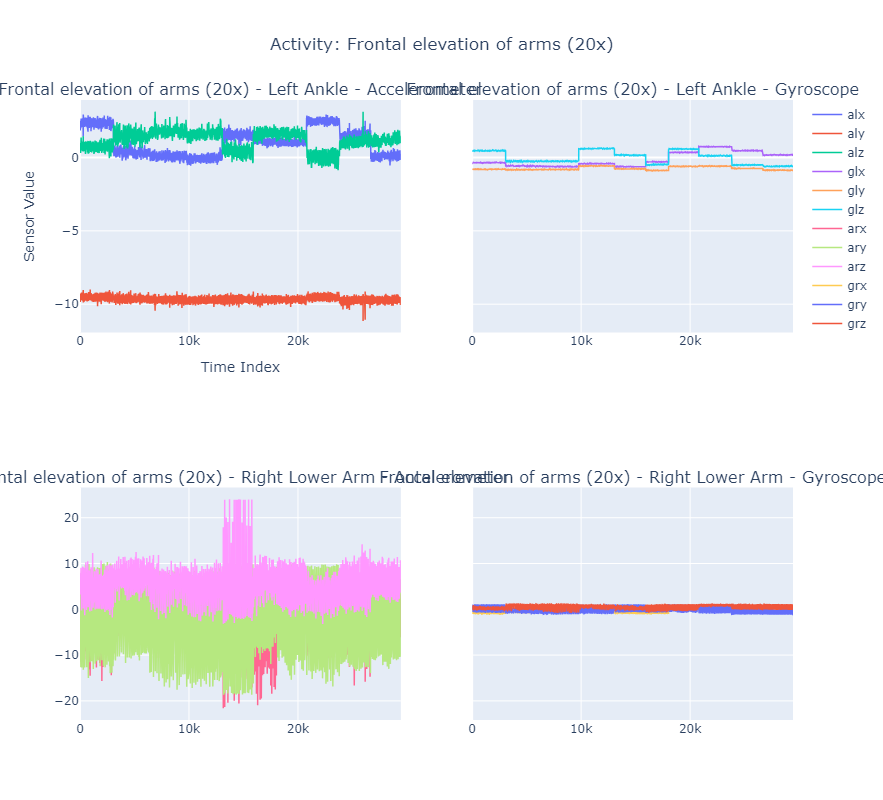 Activity: Frontal elevation of arms (20x)
Frontal elevation of arms (20x) - Left Ankle - Accelerometer
Frontal elevation of arms (20x) - Left Ankle - Gyroscope
0
−5
−10
Sensor Value
0
10k
20k
Time Index
0
10k
20k
alx
aly
alz
glx
gly
glz
arx
ary
arz
grx
gry
grz
ntal elevation of arms (20x) - Right Lower Arm - Accelerometer
Frontal elevation of arms (20x) - Right Lower Arm - Gyroscope
20
10
0
−10
−20
0
10k
20k
0
10k
20k